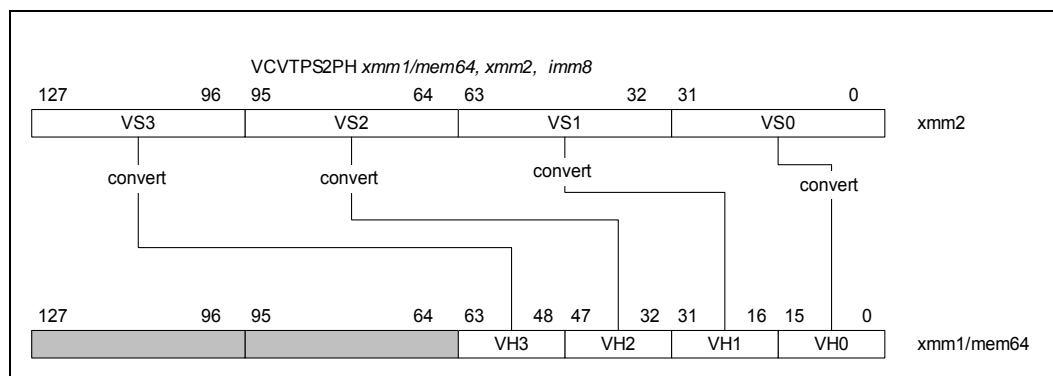 VCVTPS2PH xmm1/mem64, xmm2, imm8
127 96 95 64 63 32 31 0
VS3 VS2 VS1 VS0 xmm2
convert convert convert convert
127 96 95 64 63 48 47 32 31 16 15 0
VH3 VH2 VH1 VH0 xmm1/mem64